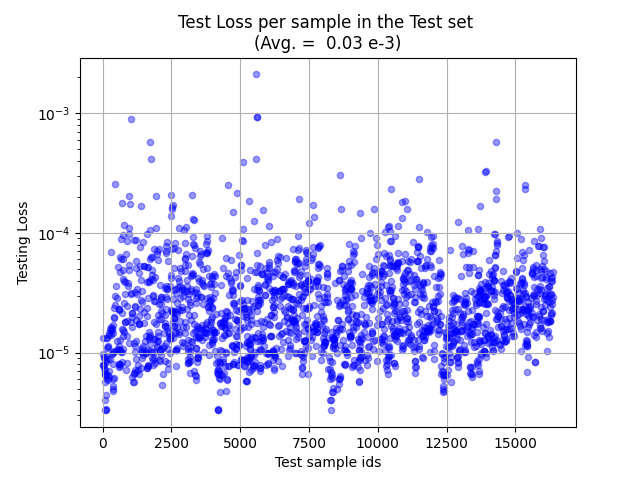 Test Loss per sample in the Test set
(Avg. =  0.03 e-3)
Testing Loss
10⁻³
10⁻⁴
10⁻⁵
0 2500 5000 7500 10000 12500 15000
Test sample ids